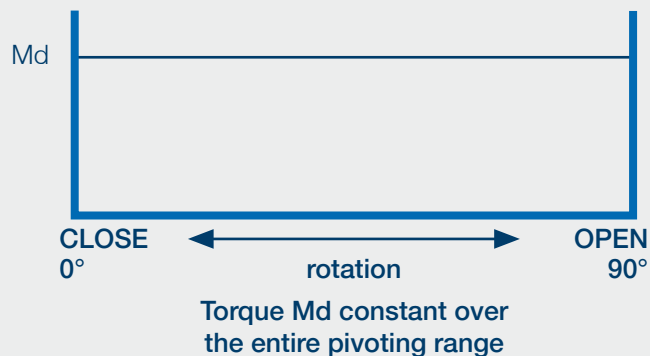 Md
CLOSE OPEN
0° rotation 90°
Torque Md constant over
the entire pivoting range